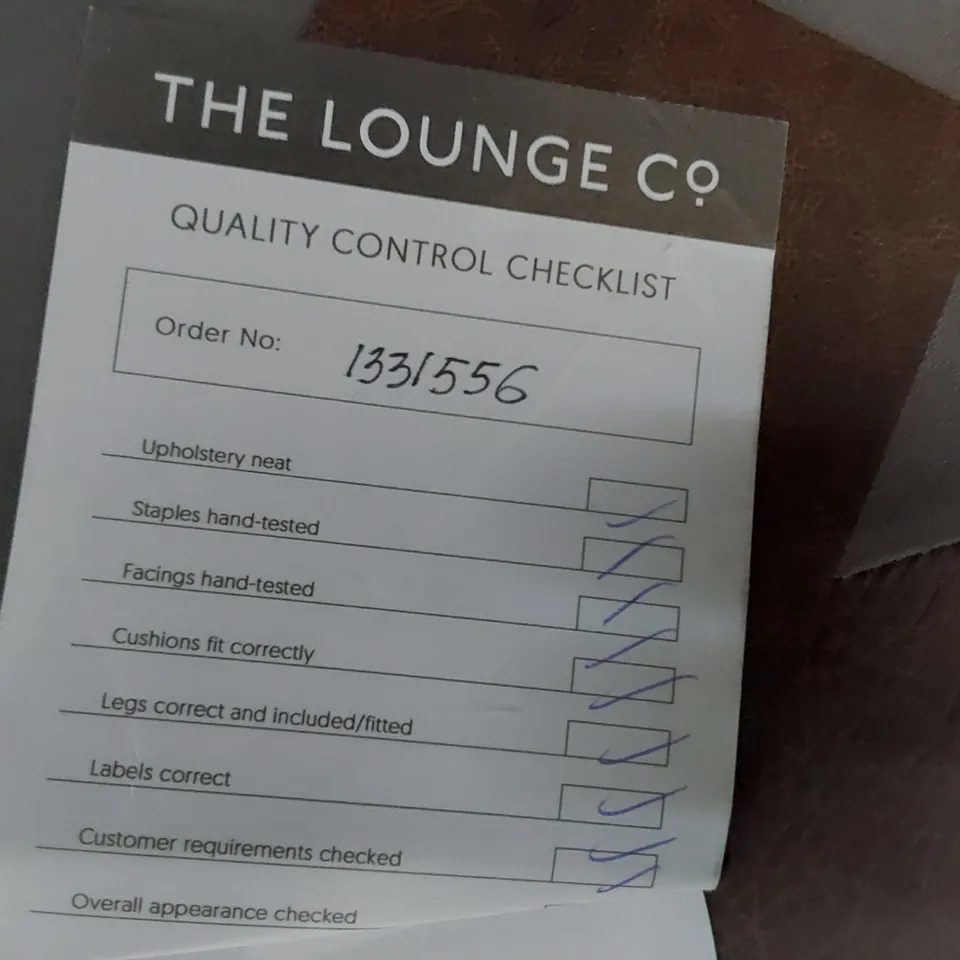 THE LOUNGE Co
QUALITY CONTROL CHECKLIST
Order No: 1331556
Upholstery neat
Staples hand-tested
Facings hand-tested
Cushions fit correctly
Legs correct and included/fitted
Labels correct
Customer requirements checked
Overall appearance checked